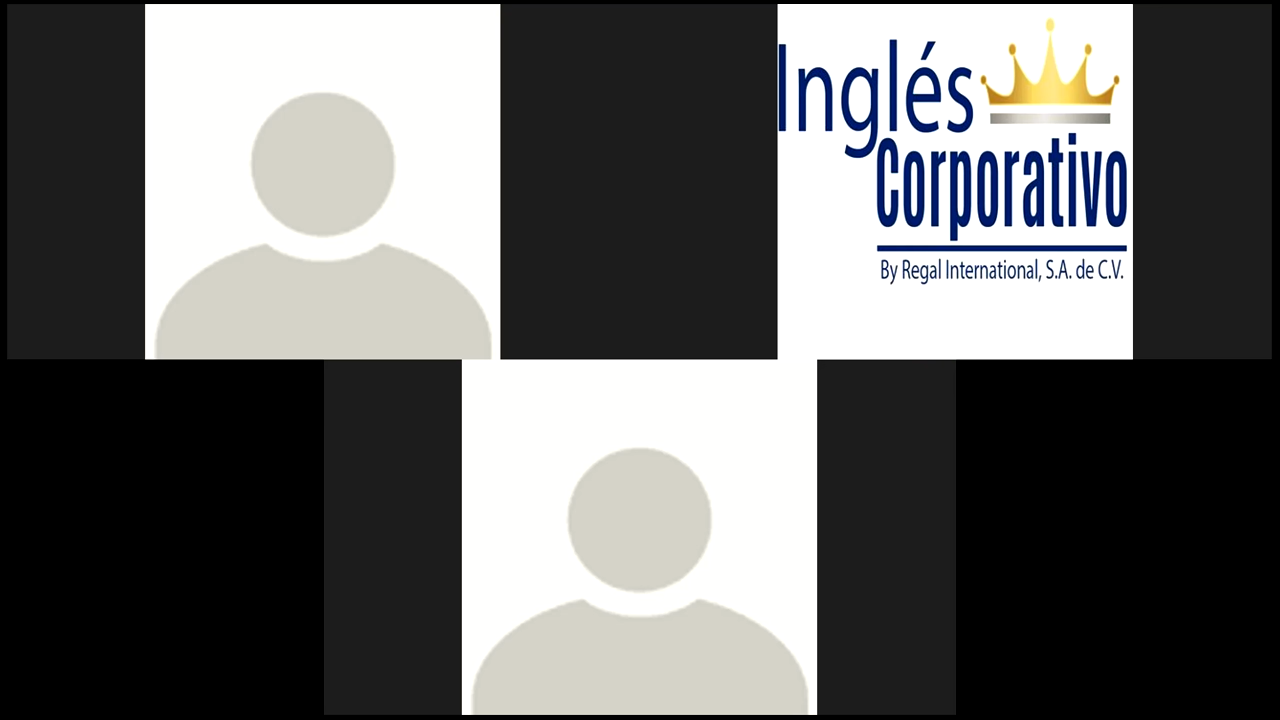 Inglés
Corporativo
By Regal International, S.A. de C.V.